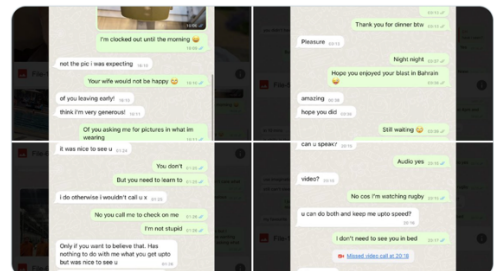 I'm clocked out until the morning 😄
not the pic i was expecting
Your wife would not be happy 😄
of you leaving early!
think I'm very generous!
Of you asking me for pictures in what im
wearing
it was nice to see u
You don't
But you need to learn to
i do otherwise i wouldn't call u x
No you call me to check on me
I'm not stupid
Only if you want to believe that. Has
nothing to do with me what you get upto
but was nice to see u
Thank you for dinner btw
Pleasure
Night night
Hope you enjoyed your blast in Bahrain
amazing
hope you did
Still waiting 😄
can u speak?
Audio yes
video?
No cos I'm watching rugby
u can do both and keep me upto speed?
I don't need to see you in bed
Missed video call at 20:18